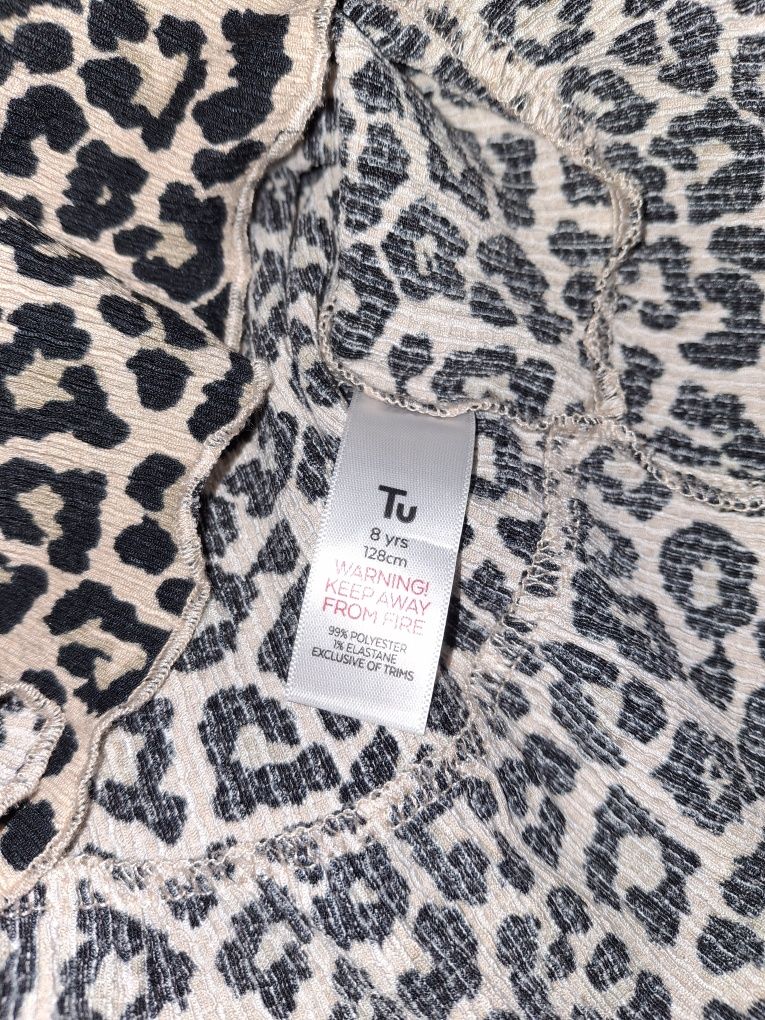 Tu
8 yrs
128cm
WARNING!
KEEP AWAY
FROM FIRE
99% POLYESTER
1% ELASTANE
EXCLUSIVE OF TRIMS